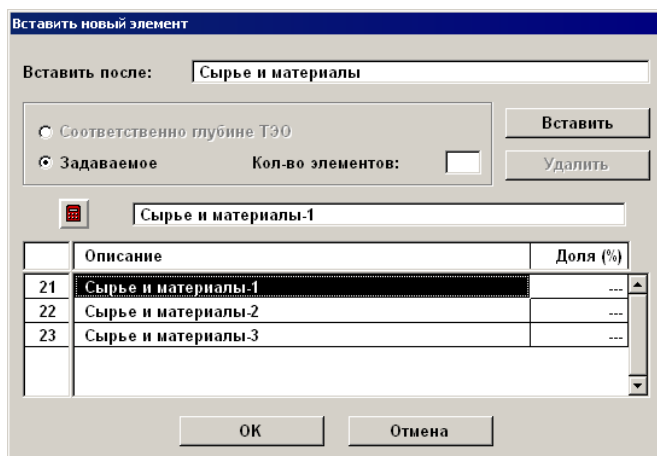 Вставить новый элемент
Вставить после: Сырье и материалы
Соответственно глубине ТЭО
Вставить
Задаваемое Кол-во элементов:
Удалить
Сырье и материалы-1
Описание Доля (%)
21 Сырье и материалы-1 ---
22 Сырье и материалы-2 ---
23 Сырье и материалы-3 ---
OK Отмена